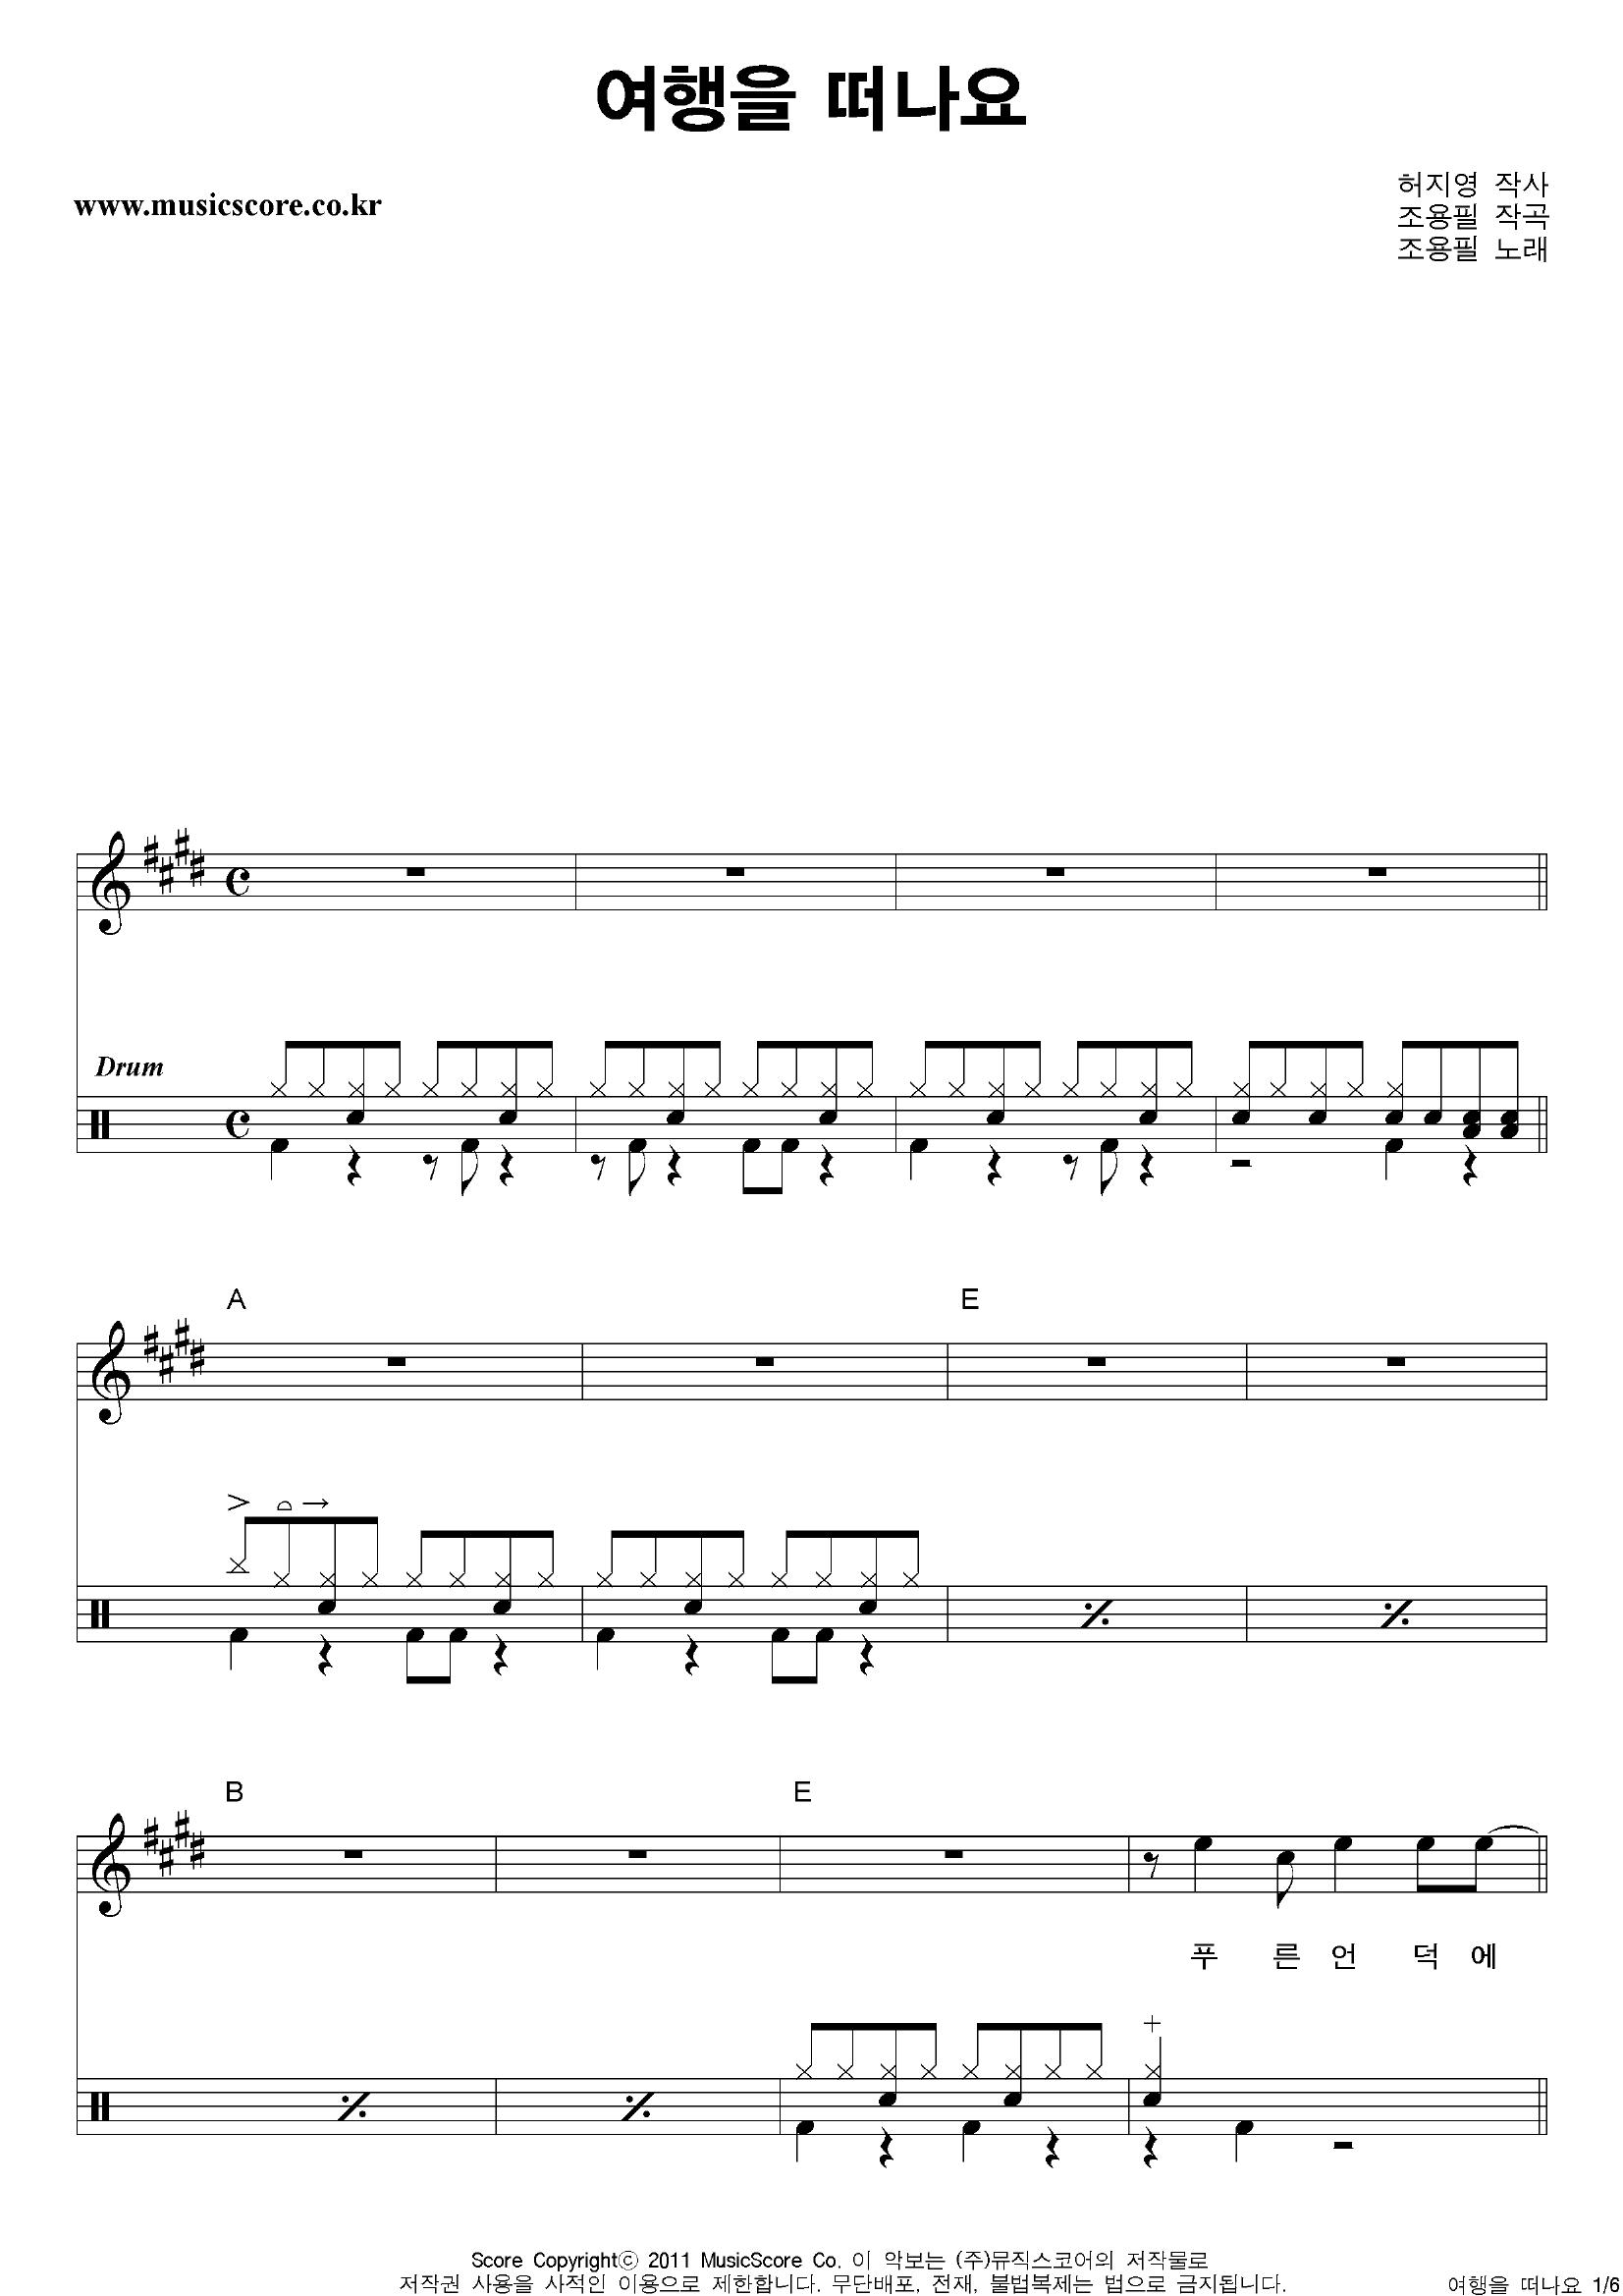 여행을 떠나요
www.musicscore.co.kr
허지영 작사
조용필 작곡
조용필 노래
Drum
A
E
B
E
푸 른 언 덕 에
Score Copyrightⓒ 2011 MusicScore Co. 이 악보는 (주)뮤직스코어의 저작물로
저작권 사용을 사적인 이용으로 제한합니다. 무단배포, 전재, 불법복제는 법으로 금지됩니다.
여행을 떠나요 1/6